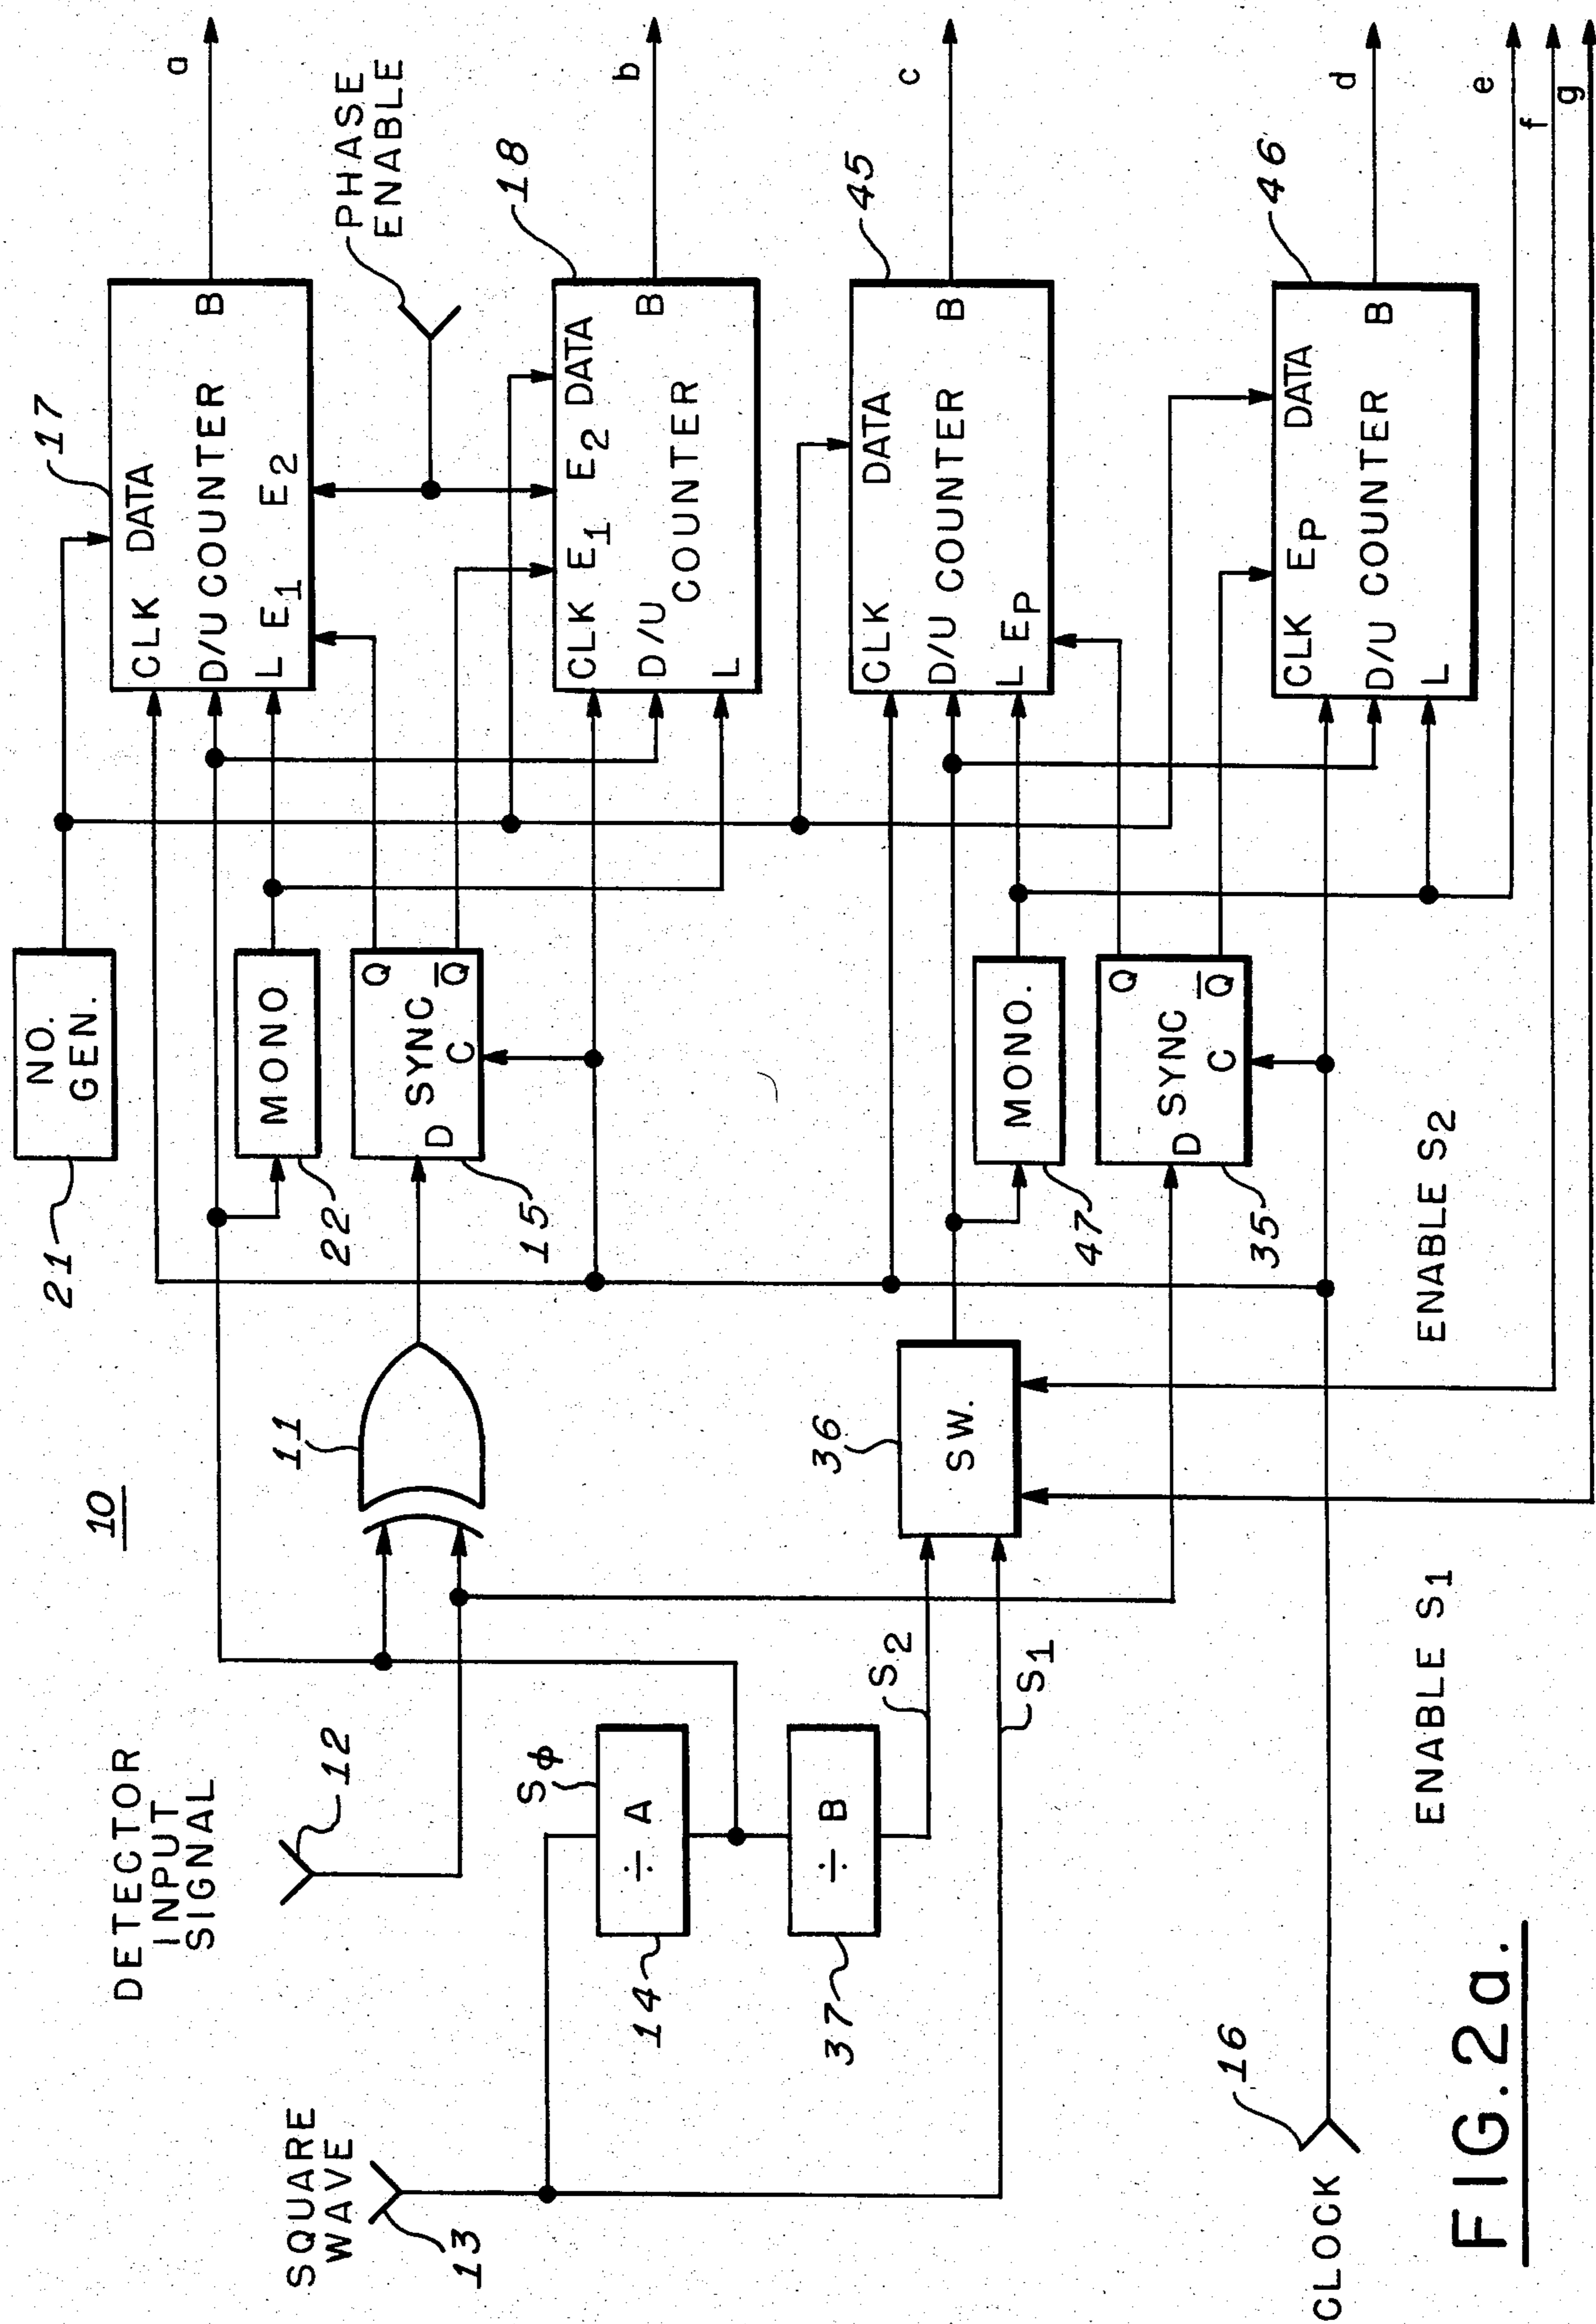 10
DETECTOR
INPUT
SIGNAL
12
SQUARE
WAVE
13
Sϕ
÷ A
14
÷ B
37
S2
S1
11
36
SW.
CLOCK
16
NO.
GEN.
21
MONO
22
D SYNC Q
C Q̅
15
MONO.
47
D SYNC Q
C Q̅
35
17
CLK DATA
D/U COUNTER B
L E1 E2
a
PHASE
ENABLE
18
CLK E1 E2 DATA
D/U B
COUNTER
L
b
45
CLK DATA
D/U COUNTER B
L EP
c
46
CLK EP DATA
D/U COUNTER B
L
d
e
f
g
ENABLE S1
ENABLE S2
FIG.2a.